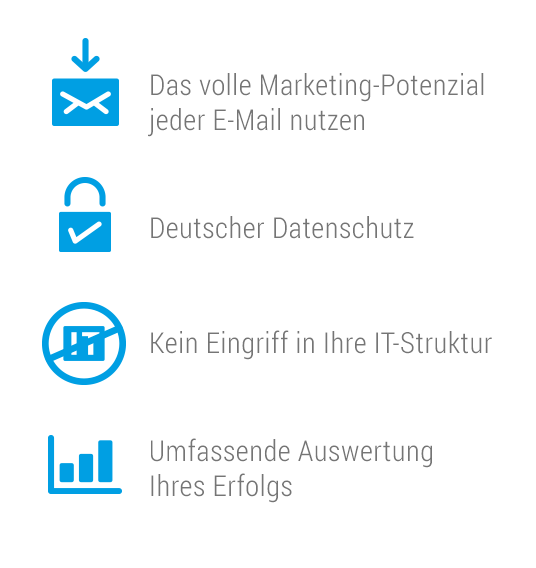 Das volle Marketing-Potenzial
jeder E-Mail nutzen
Deutscher Datenschutz
IT
Kein Eingriff in Ihre IT-Struktur
Umfassende Auswertung
Ihres Erfolgs